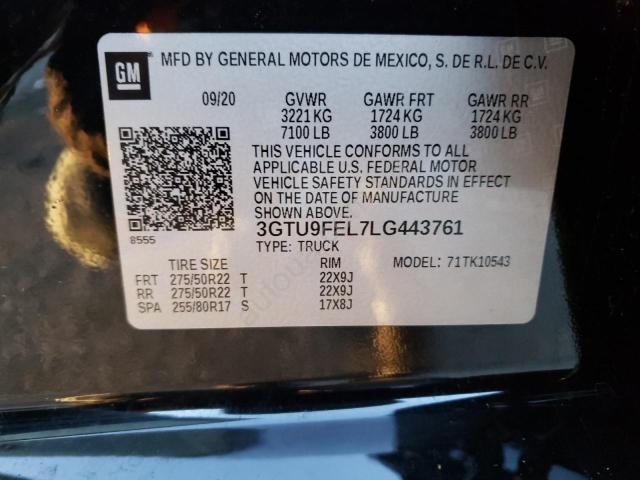 GM MFD BY GENERAL MOTORS DE MEXICO, S. DE R.L. DE C.V.
09/20 GVWR GAWR FRT GAWR RR
3221 KG 1724 KG 1724 KG
7100 LB 3800 LB 3800 LB
THIS VEHICLE CONFORMS TO ALL
APPLICABLE U.S. FEDERAL MOTOR
VEHICLE SAFETY STANDARDS IN EFFECT
ON THE DATE OF MANUFACTURE
SHOWN ABOVE.
8555 3GTU9FEL7LG443761
TYPE: TRUCK
TIRE SIZE RIM MODEL: 71TK10543
FRT 275/50R22 T 22X9J
RR 275/50R22 T 22X9J
SPA 255/80R17 S 17X8J